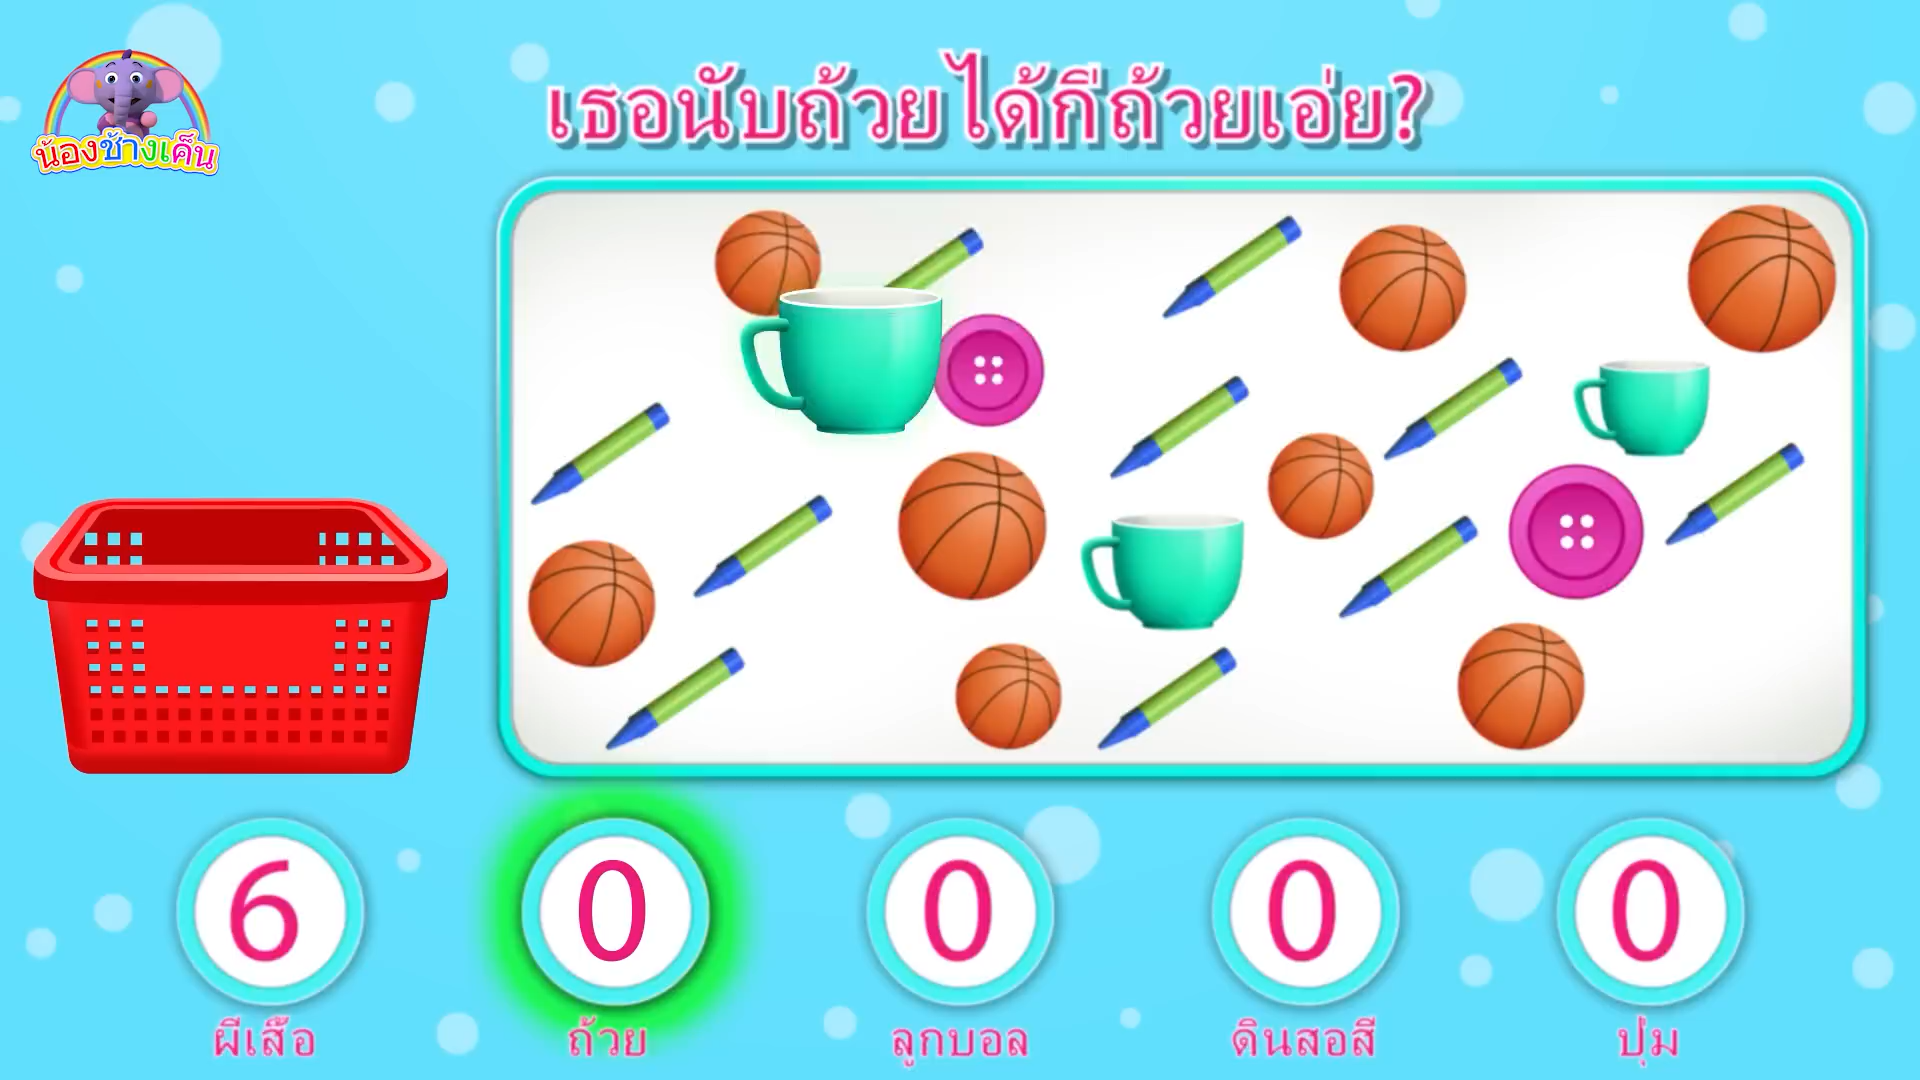 น้องช้างเค็น
เธอนับถ้วยได้กี่ถ้วยเอ่ย?
6 0 0 0 0
ผีเสื้อ ถ้วย ลูกบอล ดินสอสี ปุ่ม